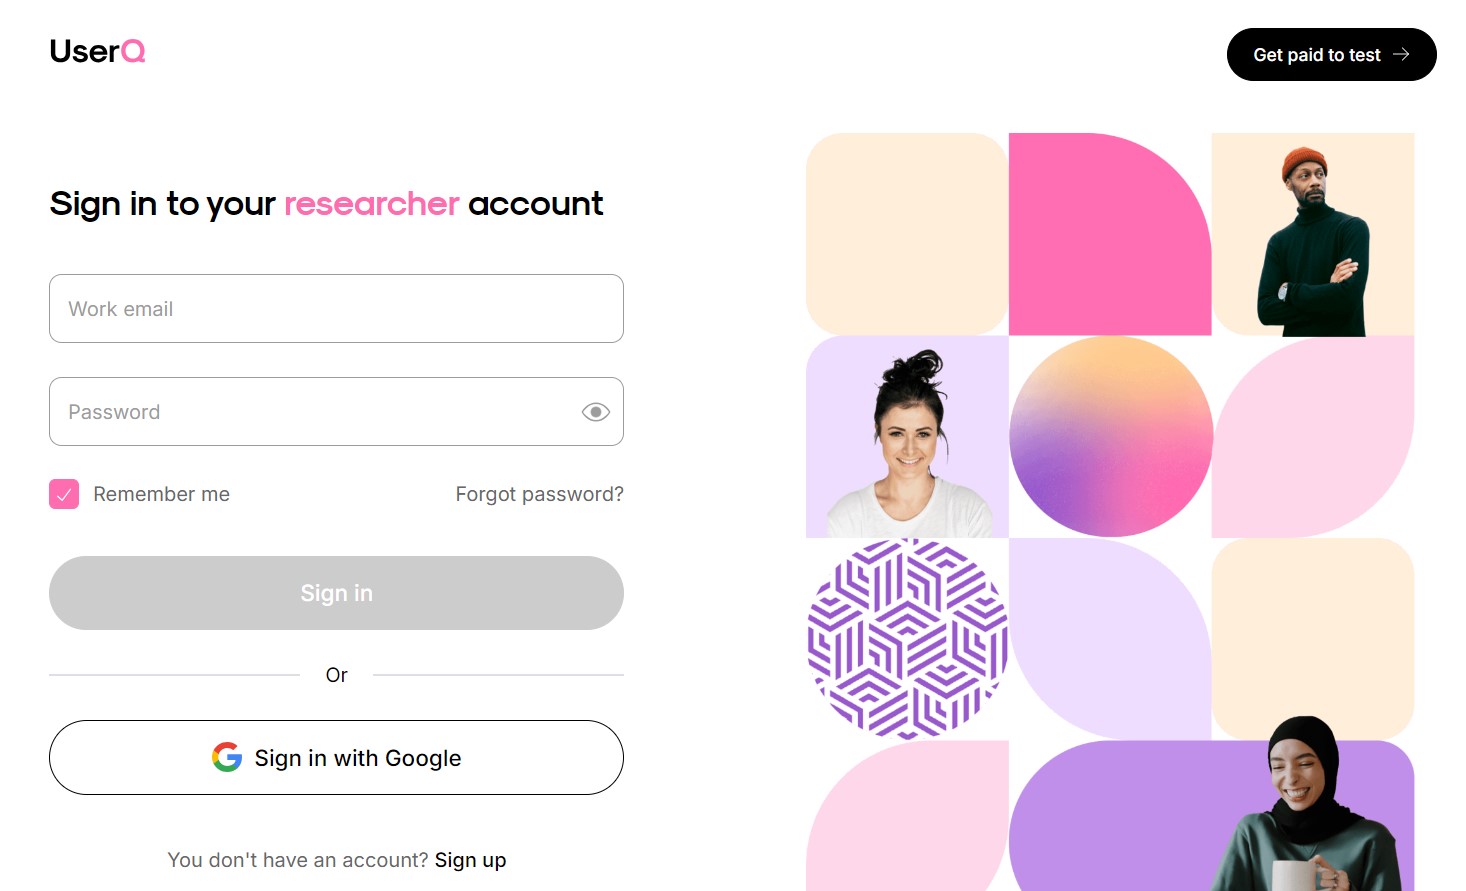 UserQ
Get paid to test
Sign in to your researcher account
Work email
Password
Remember me
Forgot password?
Sign in
Or
Sign in with Google
You don't have an account? Sign up